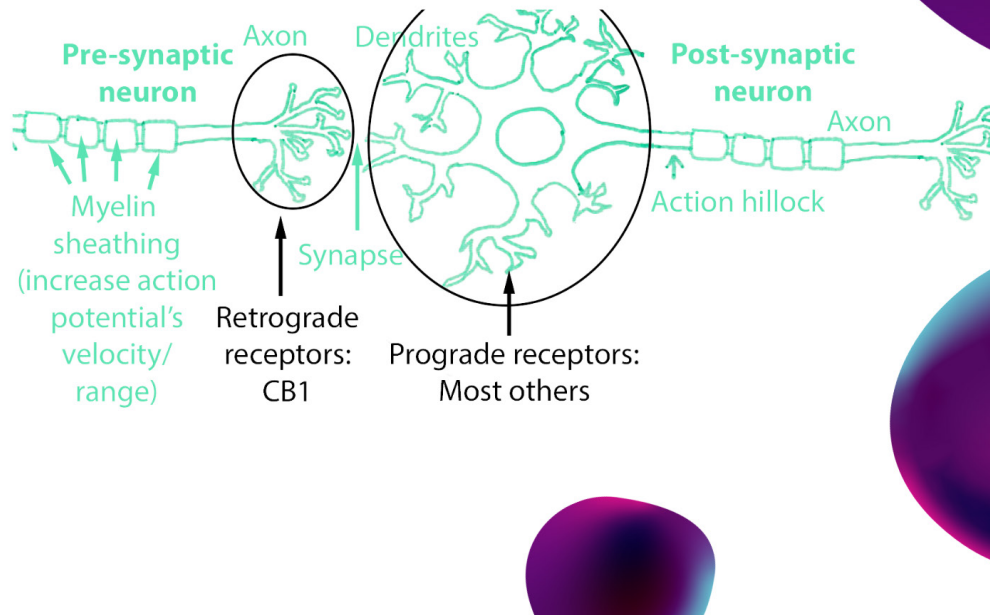 Axon
Dendrites
Pre-synaptic
neuron
Post-synaptic
neuron
Axon
Myelin
sheathing
(increase action
potential's
velocity/
range)
Synapse
Action hillock
Retrograde
receptors:
CB1
Prograde receptors:
Most others